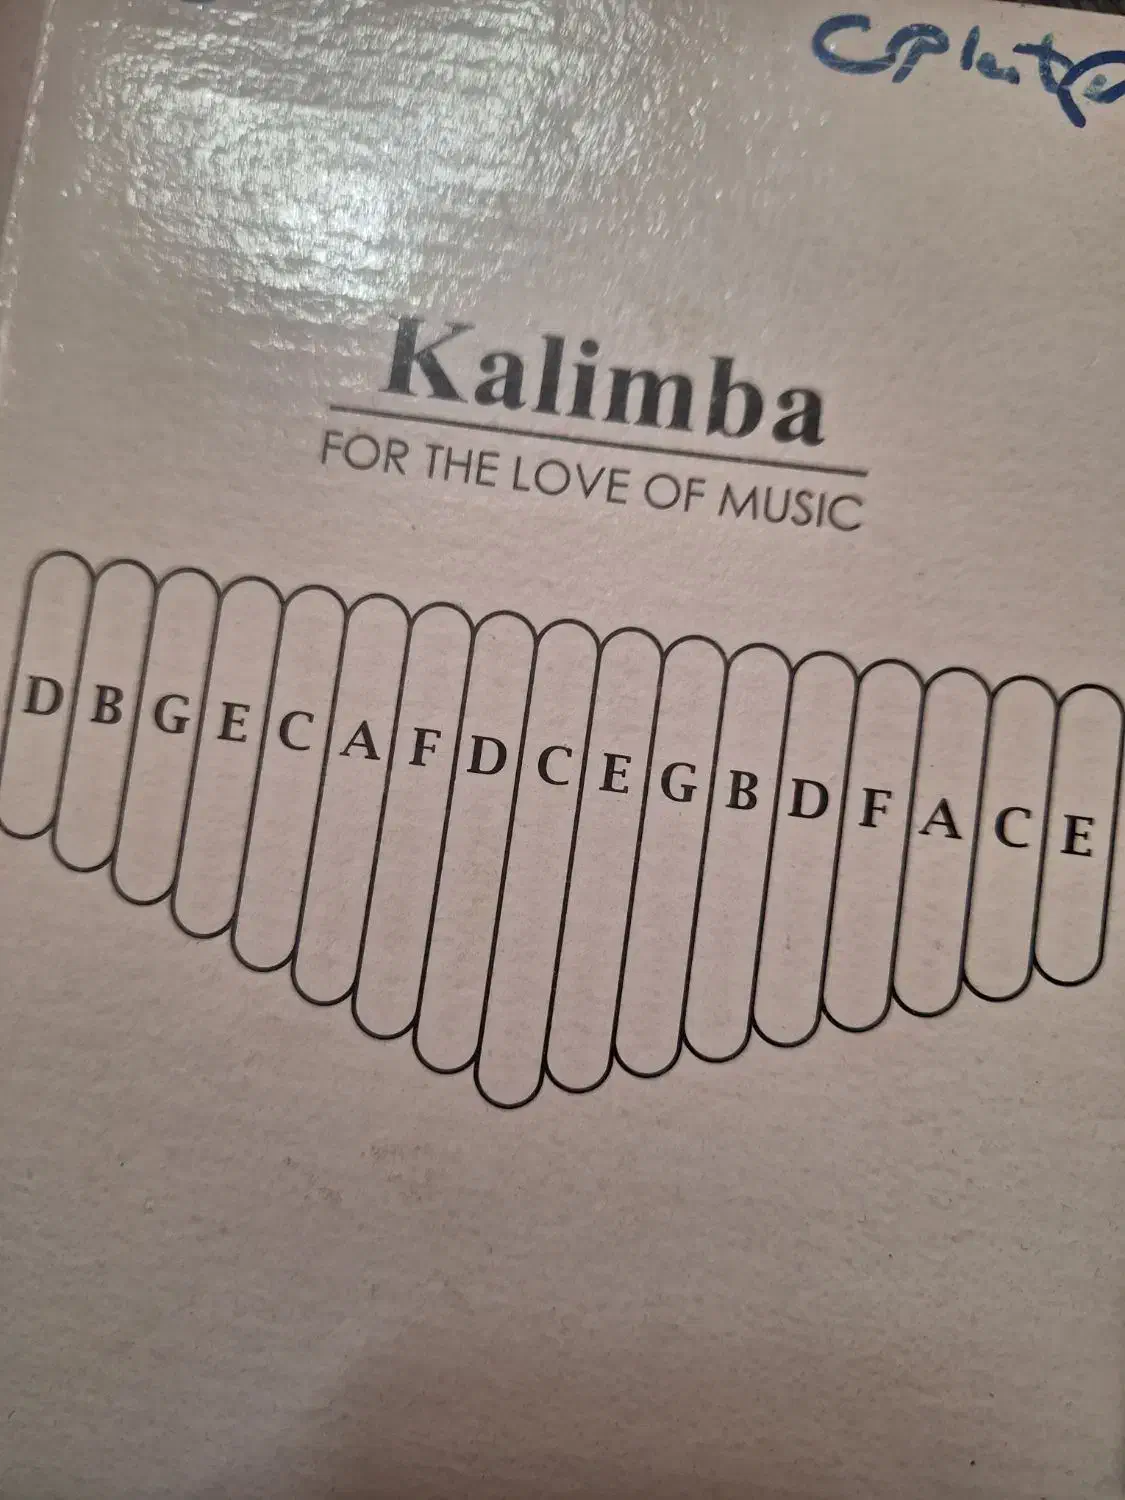 Kalimba
FOR THE LOVE OF MUSIC
D B G E C A F D C E G B D F A C E